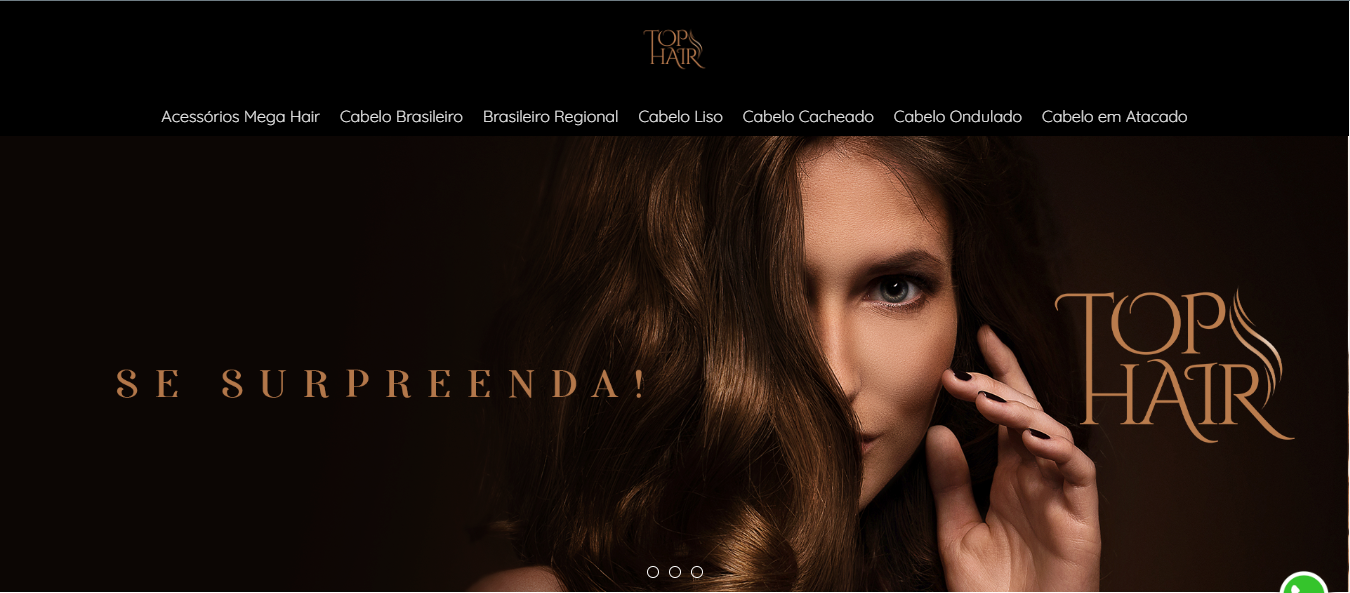 TOP
HAIR
Acessórios Mega Hair Cabelo Brasileiro Brasileiro Regional Cabelo Liso Cabelo Cacheado Cabelo Ondulado Cabelo em Atacado
SE SURPREENDA!
TOP
HAIR